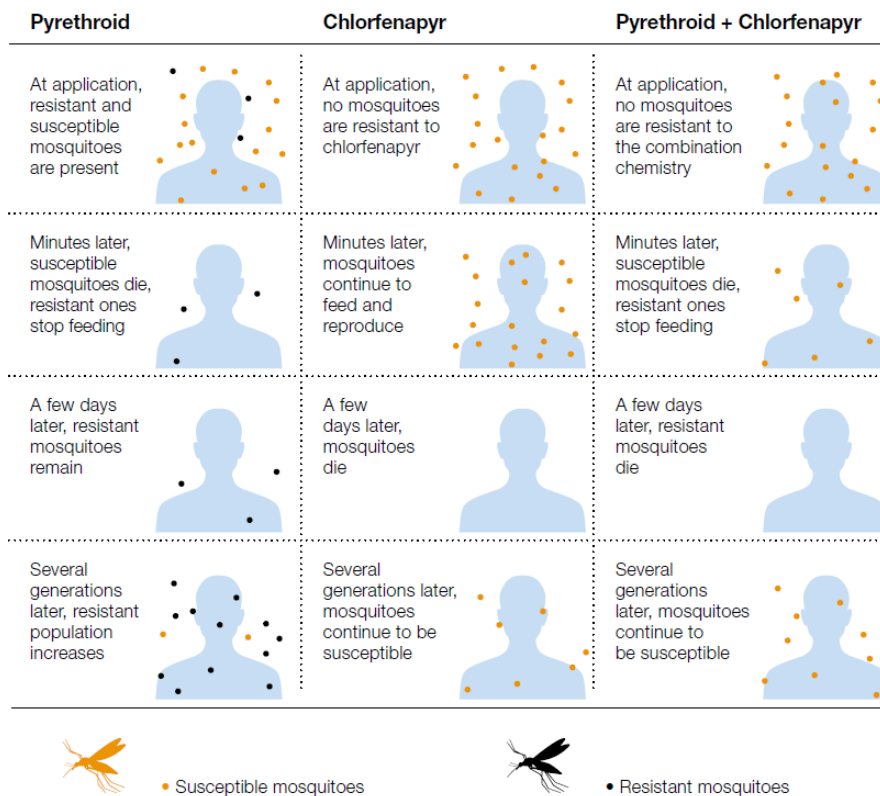 Pyrethroid
Chlorfenapyr
Pyrethroid + Chlorfenapyr
At application,
resistant and
susceptible
mosquitoes
are present
At application,
no mosquitoes
are resistant to
chlorfenapyr
At application,
no mosquitoes
are resistant to
the combination
chemistry
Minutes later,
susceptible
mosquitoes die,
resistant ones
stop feeding
Minutes later,
mosquitoes
continue to
feed and
reproduce
Minutes later,
susceptible
mosquitoes die,
resistant ones
stop feeding
A few days
later, resistant
mosquitoes
remain
A few
days later,
mosquitoes
die
A few days
later, resistant
mosquitoes
die
Several
generations
later, resistant
population
increases
Several
generations later,
mosquitoes
continue to be
susceptible
Several
generations
later, mosquitoes
continue to
be susceptible
• Susceptible mosquitoes
• Resistant mosquitoes